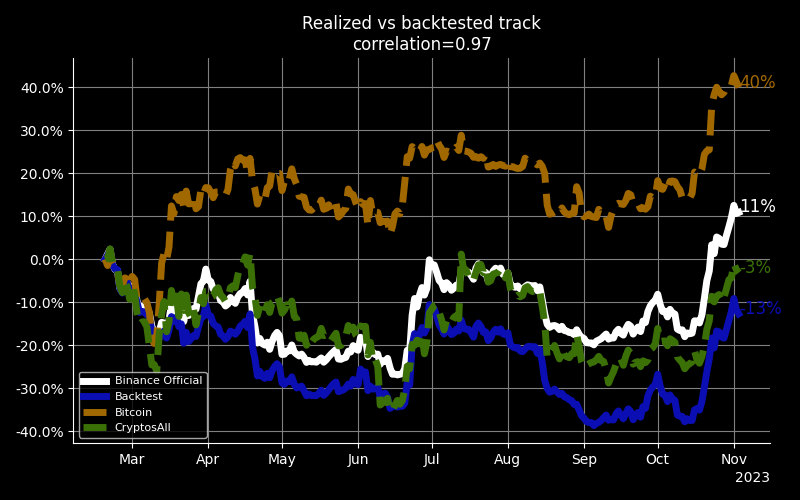 Realized vs backtested track
correlation=0.97
40.0%
30.0%
20.0%
10.0%
0.0%
-10.0%
-20.0%
-30.0%
-40.0%
40%
11%
-3%
-13%
Binance Official
Backtest
Bitcoin
CryptosAll
Mar Apr May Jun Jul Aug Sep Oct Nov
2023